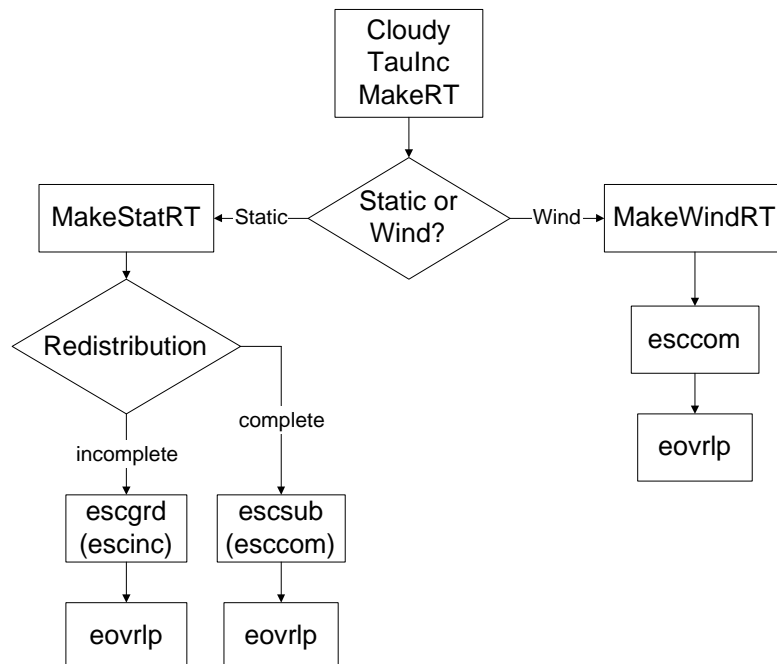 Cloudy
TauInc
MakeRT
Static or
Wind?
Static
Wind
MakeStatRT
MakeWindRT
Redistribution
esccom
eovrlp
incomplete
complete
escgrd
(escinc)
escsub
(esccom)
eovrlp
eovrlp